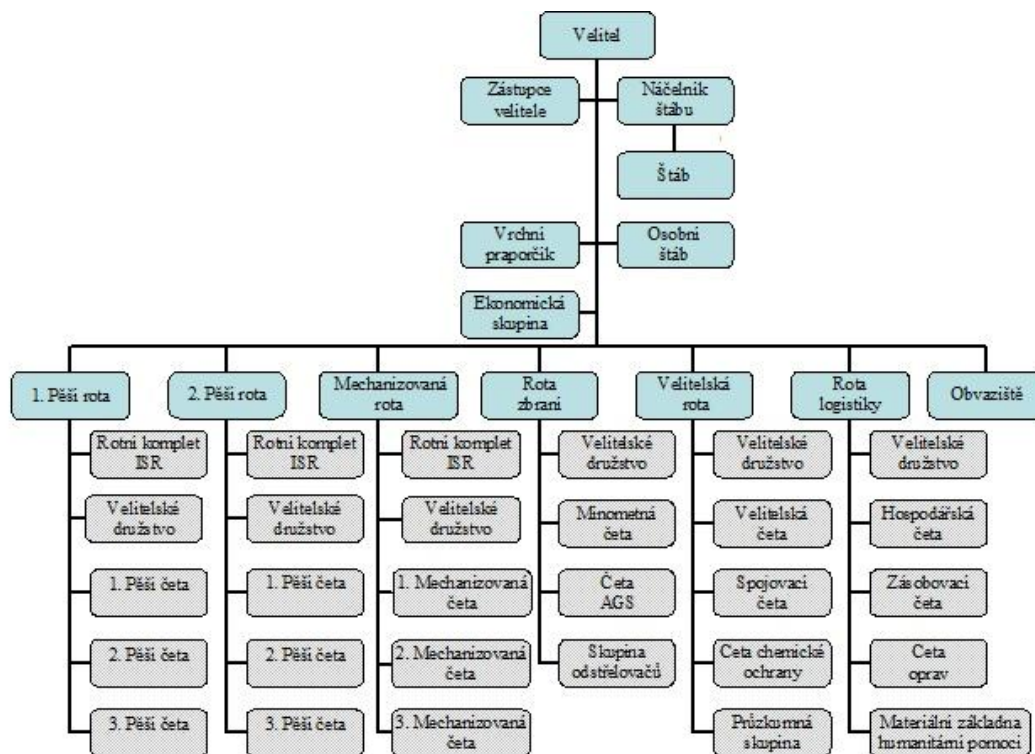 Velitel
Zástupce
velitele
Náčelník
štábu
Štáb
Vrchní
praporčík
Osobní
štáb
Ekonomická
skupina
1. Pěší rota
2. Pěší rota
Mechanizovaná
rota
Rota
zbraní
Velitelská
rota
Rota
logistiky
Obvaziště
Rotní komplet
ISR
Velitelské
družstvo
1. Pěší četa
2. Pěší četa
3. Pěší četa
Rotní komplet
ISR
Velitelské
družstvo
1. Pěší četa
2. Pěší četa
3. Pěší četa
Rotní komplet
ISR
Velitelské
družstvo
1. Mechanizovaná
četa
2. Mechanizovaná
četa
3. Mechanizovaná
četa
Velitelské
družstvo
Minometná
četa
Četa
AGS
Skupina
odstřelovačů
Velitelské
družstvo
Velitelská
četa
Spojovací
četa
Ceta chemické
ochrany
Průzkumná
skupina
Velitelské
družstvo
Hospodářská
četa
Zásobovací
četa
Ceta
oprav
Materiální základna
humanitární pomoci